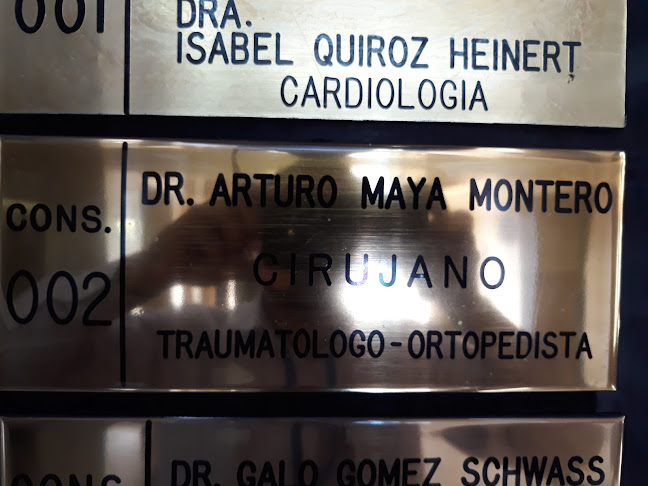 001
DRA.
ISABEL QUIROZ HEINERT
CARDIOLOGIA
CONS.
002
DR. ARTURO MAYA MONTERO
CIRUJANO
TRAUMATOLOGO-ORTOPEDISTA
CONS
DR. GALO GOMEZ SCHWASS